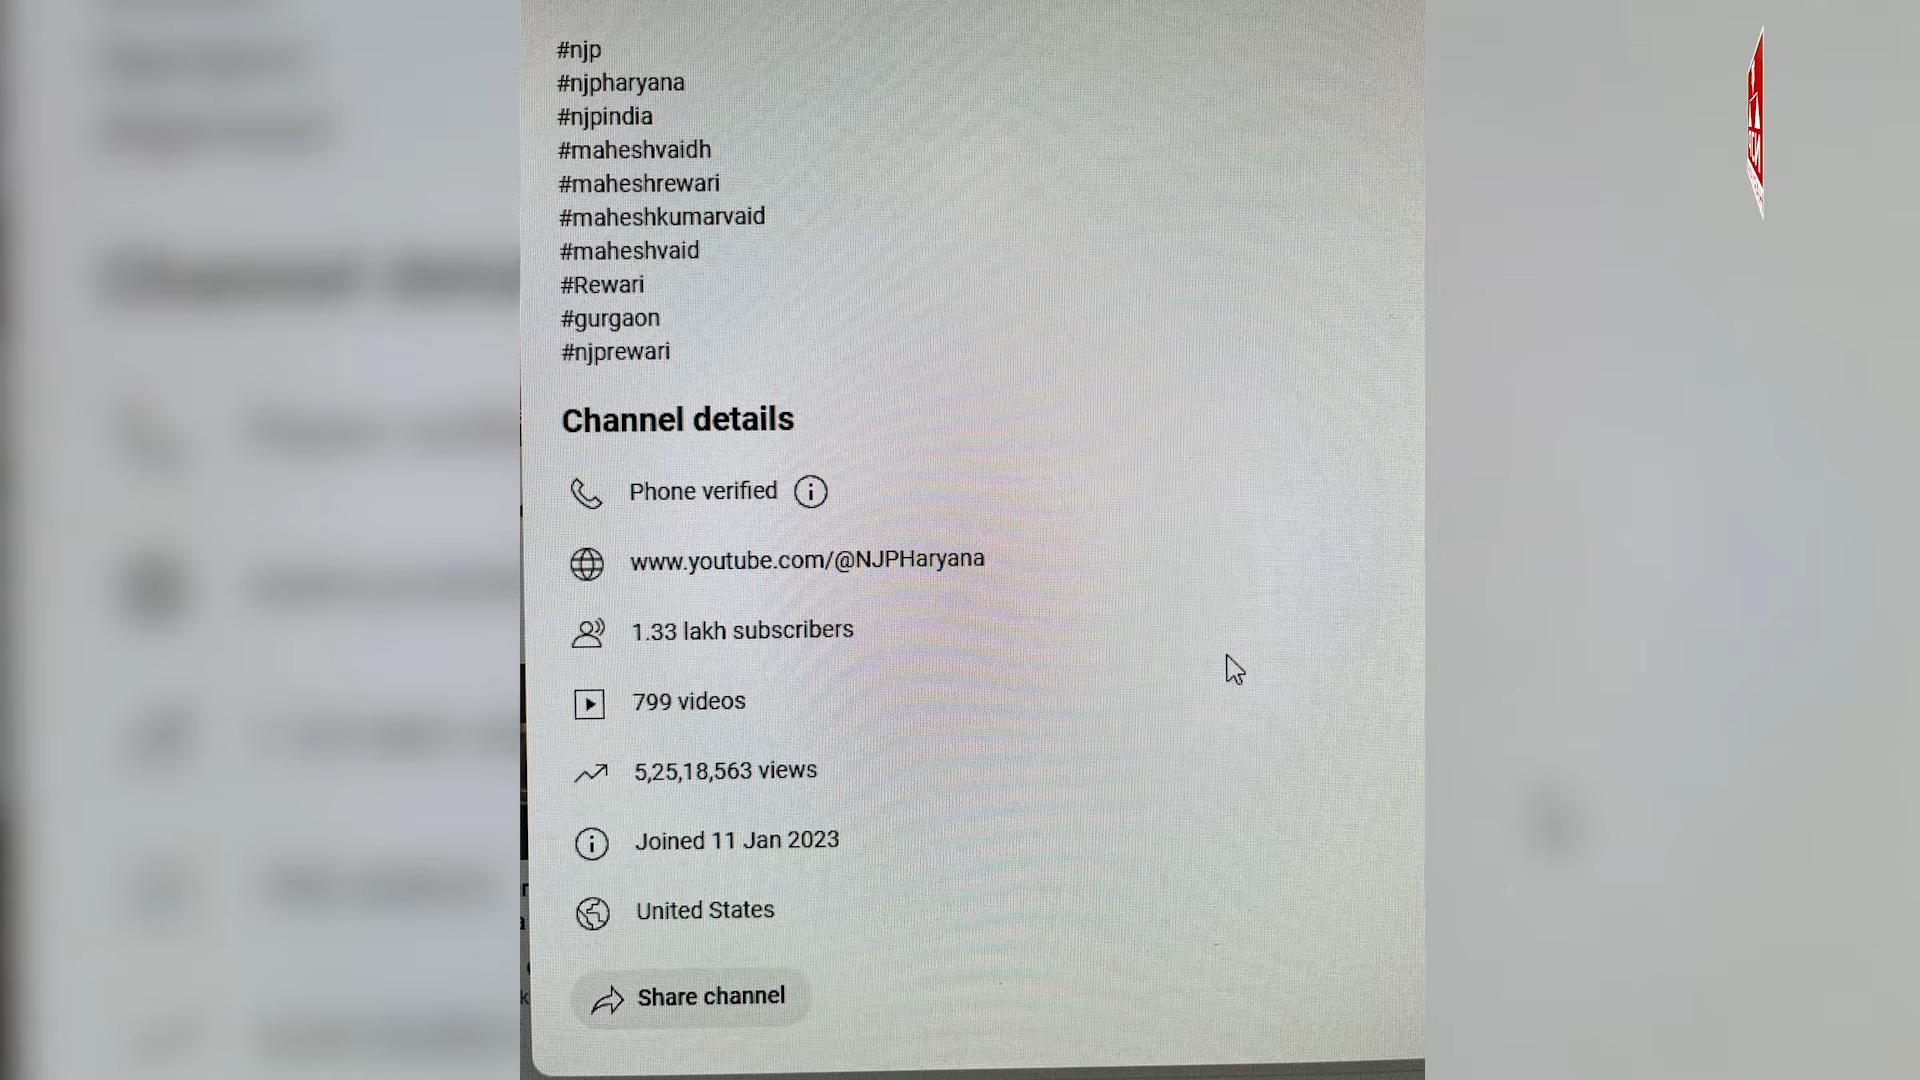 #njp
#njpharyana
#njpindia
#maheshvaidh
#maheshrewari
#maheshkumarvaid
#maheshvaid
#Rewari
#gurgaon
#njprewari
Channel details
Phone verified
www.youtube.com/@NJPHaryana
1.33 lakh subscribers
799 videos
5,25,18,563 views
Joined 11 Jan 2023
United States
Share channel